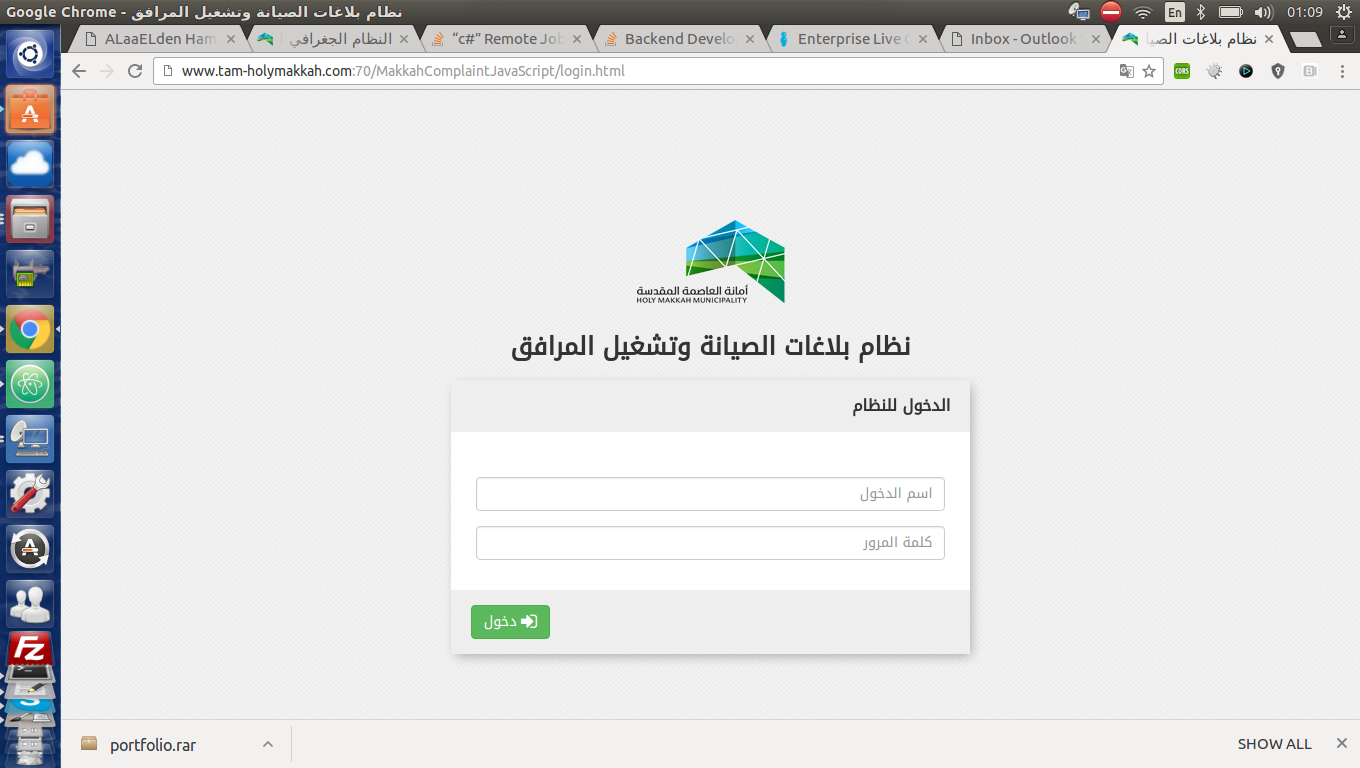 Google Chrome - نظام بلاغات الصيانة وتشغيل المرافق
En
01:09
ALaaELden Ham
النظام الجغرافي
“c#” Remote Job
Backend Develo
Enterprise Live C
Inbox - Outlook
نظام بلاغات الصيا
www.tam-holymakkah.com:70/MakkahComplaintJavaScript/login.html
CORS
أمانة العاصمة المقدسة
HOLY MAKKAH MUNICIPALITY
نظام بلاغات الصيانة وتشغيل المرافق
الدخول للنظام
اسم الدخول
كلمة المرور
دخول
FZ
portfolio.rar
SHOW ALL